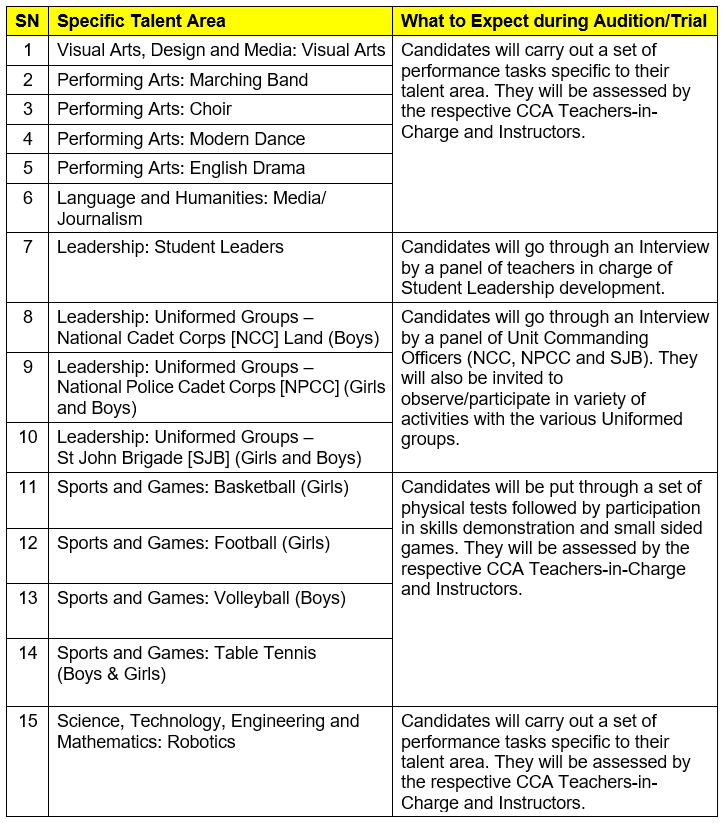 SN Specific Talent Area What to Expect during Audition/Trial
1 Visual Arts, Design and Media: Visual Arts
2 Performing Arts: Marching Band
3 Performing Arts: Choir
4 Performing Arts: Modern Dance
5 Performing Arts: English Drama
6 Language and Humanities: Media/
Journalism
Candidates will carry out a set of
performance tasks specific to their
talent area. They will be assessed by
the respective CCA Teachers-in-
Charge and Instructors.
7 Leadership: Student Leaders
Candidates will go through an Interview
by a panel of teachers in charge of
Student Leadership development.
8 Leadership: Uniformed Groups –
National Cadet Corps [NCC] Land (Boys)
9 Leadership: Uniformed Groups –
National Police Cadet Corps [NPCC] (Girls
and Boys)
10 Leadership: Uniformed Groups –
St John Brigade [SJB] (Girls and Boys)
Candidates will go through an Interview
by a panel of Unit Commanding
Officers (NCC, NPCC and SJB). They
will also be invited to
observe/participate in variety of
activities with the various Uniformed
groups.
11 Sports and Games: Basketball (Girls)
12 Sports and Games: Football (Girls)
13 Sports and Games: Volleyball (Boys)
14 Sports and Games: Table Tennis
(Boys & Girls)
Candidates will be put through a set of
physical tests followed by participation
in skills demonstration and small sided
games. They will be assessed by the
respective CCA Teachers-in-Charge
and Instructors.
15 Science, Technology, Engineering and
Mathematics: Robotics
Candidates will carry out a set of
performance tasks specific to their
talent area. They will be assessed by
the respective CCA Teachers-in-
Charge and Instructors.